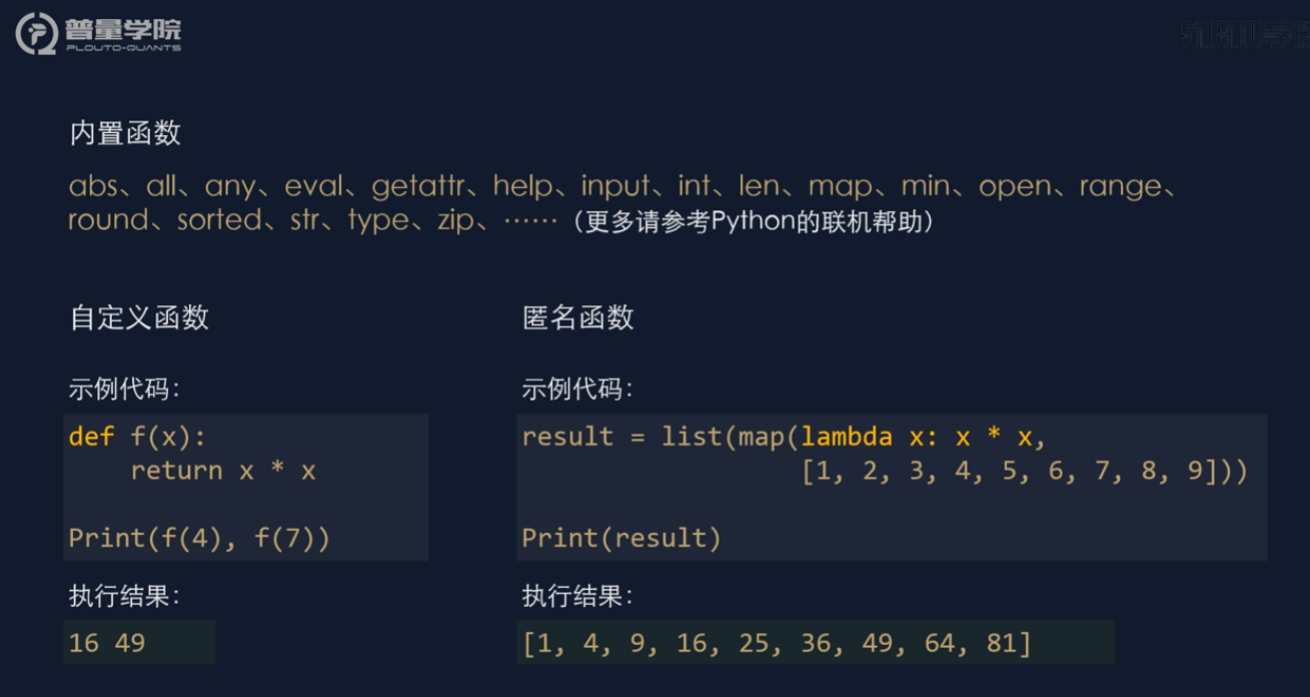 普量学院
PLOUTO-QUANTS
内置函数
abs、all、any、eval、getattr、help、input、int、len、map、min、open、range、
round、sorted、str、type、zip、……（更多请参考Python的联机帮助）
自定义函数
示例代码：
def f(x):
    return x * x
Print(f(4), f(7))
执行结果：
16 49
匿名函数
示例代码：
result = list(map(lambda x: x * x,
                  [1, 2, 3, 4, 5, 6, 7, 8, 9]))
Print(result)
执行结果：
[1, 4, 9, 16, 25, 36, 49, 64, 81]